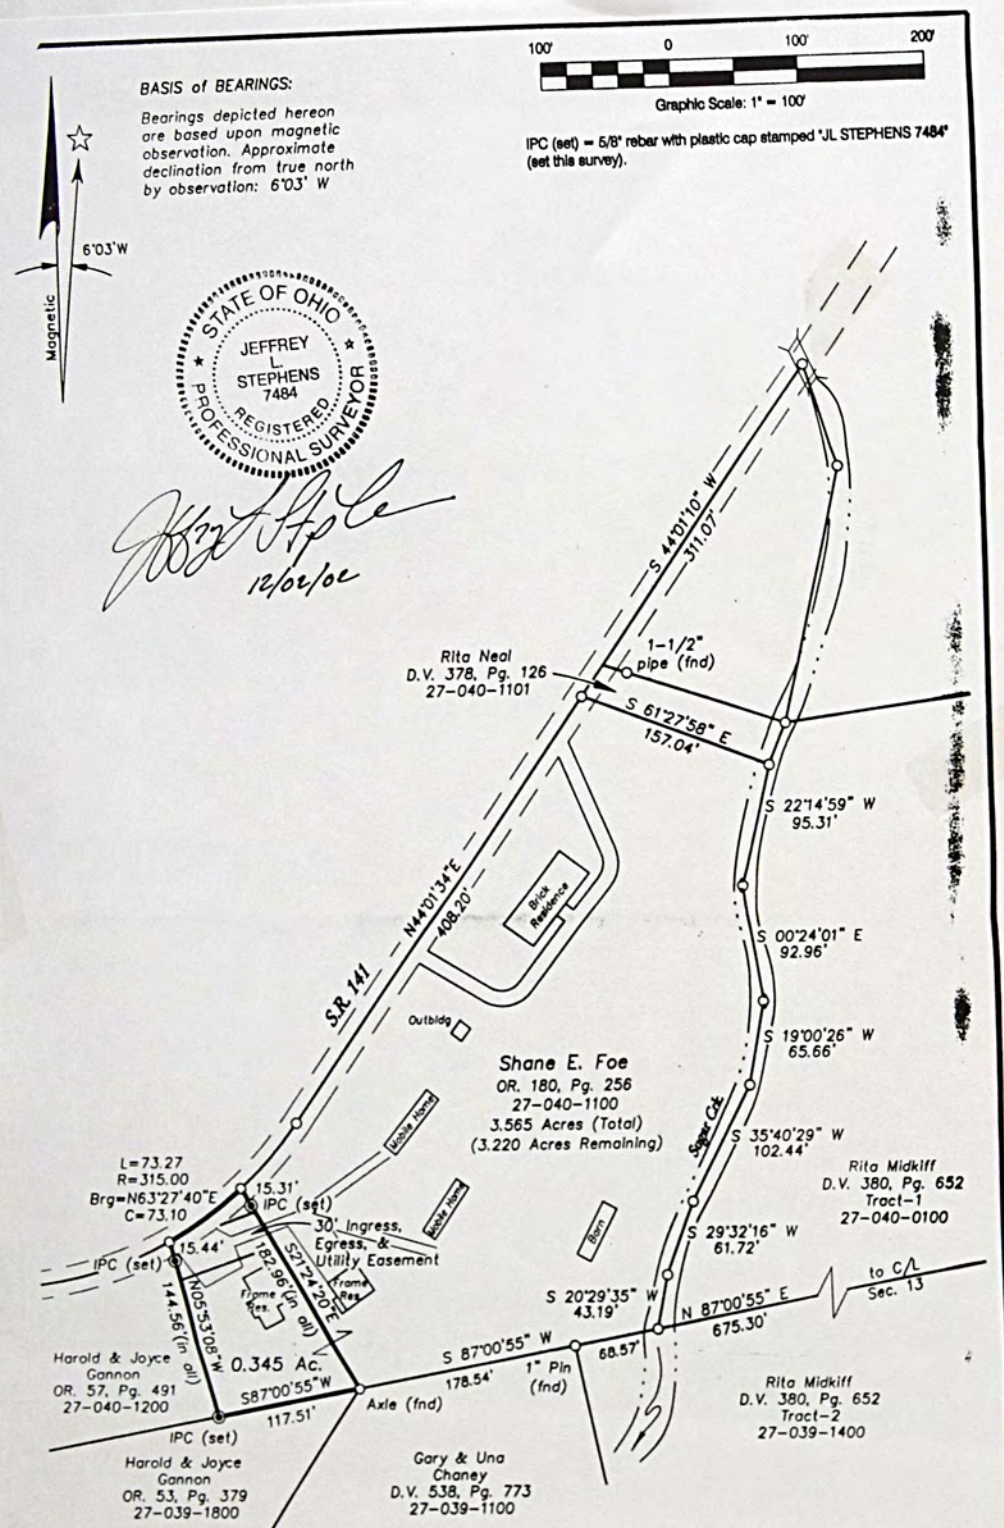 BASIS of BEARINGS:
Bearings depicted hereon
are based upon magnetic
observation. Approximate
declination from true north
by observation: 6°03' W
100'
0
100'
200'
Graphic Scale: 1" = 100'
IPC (set) = 5/8" rebar with plastic cap stamped "JL STEPHENS 7484"
(set this survey).
6°03'W
Magnetic
STATE OF OHIO
JEFFREY
L.
STEPHENS
7484
REGISTERED
PROFESSIONAL SURVEYOR
12/02/02
S 44°01'10" W
311.07'
1-1/2"
pipe (fnd)
Rita Neal
D.V. 378, Pg. 126
27-040-1101
S 61°27'58" E
157.04'
S 22°14'59" W
95.31'
N44°01'34"E
408.20'
Brick
Residence
S 00°24'01" E
92.96'
S.R. 141
Outbldg
S 19°00'26" W
65.66'
Shane E. Foe
OR. 180, Pg. 256
27-040-1100
3.565 Acres (Total)
(3.220 Acres Remaining)
Mobile Home
S 35°40'29" W
102.44'
L=73.27
R=315.00
Brg=N63°27'40"E
C=73.10
15.31'
IPC (set)
Mobile Home
Barn
Rita Midkiff
D.V. 380, Pg. 652
Tract-1
27-040-0100
S 29°32'16" W
61.72'
30' Ingress,
Egress, &
Utility Easement
15.44'
IPC (set)
S21°24'20"E
182.96'(in all)
Frame
Res.
Frame
Res.
N05°53'08"W
144.56'(in all)
S 20°29'35" W
43.19'
N 87°00'55" E
675.30'
to C/L
Sec. 13
Harold & Joyce
Gannon
OR. 57, Pg. 491
27-040-1200
0.345 Ac.
S87°00'55"W
117.51'
S 87°00'55" W
178.54'
68.57'
1" Pin
(fnd)
Axle (fnd)
IPC (set)
Rita Midkiff
D.V. 380, Pg. 652
Tract-2
27-039-1400
Harold & Joyce
Gannon
OR. 53, Pg. 379
27-039-1800
Gary & Una
Chaney
D.V. 538, Pg. 773
27-039-1100